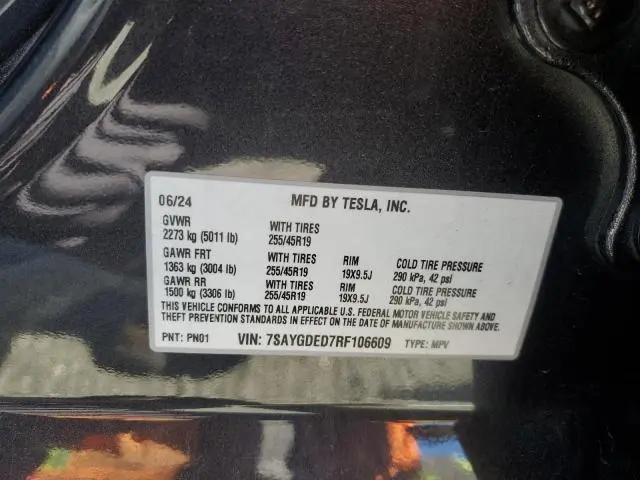 06/24 MFD BY TESLA, INC.
GVWR WITH TIRES
2273 kg (5011 lb) 255/45R19
GAWR FRT WITH TIRES RIM COLD TIRE PRESSURE
1363 kg (3004 lb) 255/45R19 19X9.5J 290 kPa, 42 psi
GAWR RR WITH TIRES RIM COLD TIRE PRESSURE
1500 kg (3306 lb) 255/45R19 19X9.5J 290 kPa, 42 psi
THIS VEHICLE CONFORMS TO ALL APPLICABLE U.S. FEDERAL MOTOR VEHICLE SAFETY AND
THEFT PREVENTION STANDARDS IN EFFECT ON THE DATE OF MANUFACTURE SHOWN ABOVE.
PNT: PN01 VIN: 7SAYGDED7RF106609 TYPE: MPV